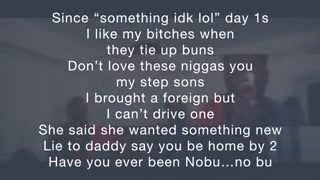 Since “something idk lol” day 1s
I like my bitches when
they tie up buns
Don’t love these niggas you
my step sons
I brought a foreign but
I can’t drive one
She said she wanted something new
Lie to daddy say you be home by 2
Have you ever been Nobu...no bu